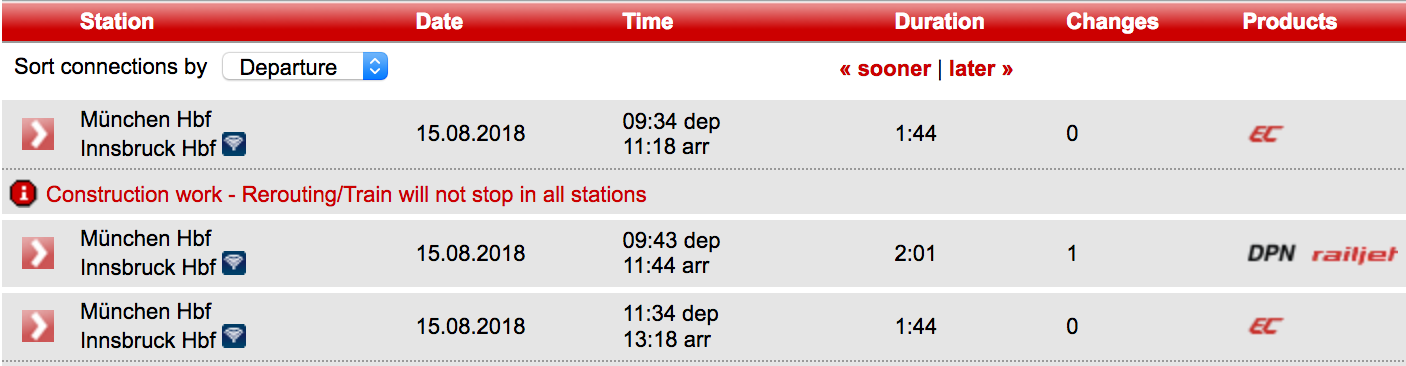 Station Date Time Duration Changes Products
Sort connections by Departure « sooner | later »
München Hbf
Innsbruck Hbf
15.08.2018
09:34 dep
11:18 arr
1:44
0
EC
Construction work - Rerouting/Train will not stop in all stations
München Hbf
Innsbruck Hbf
15.08.2018
09:43 dep
11:44 arr
2:01
1
DPN railjet
München Hbf
Innsbruck Hbf
15.08.2018
11:34 dep
13:18 arr
1:44
0
EC